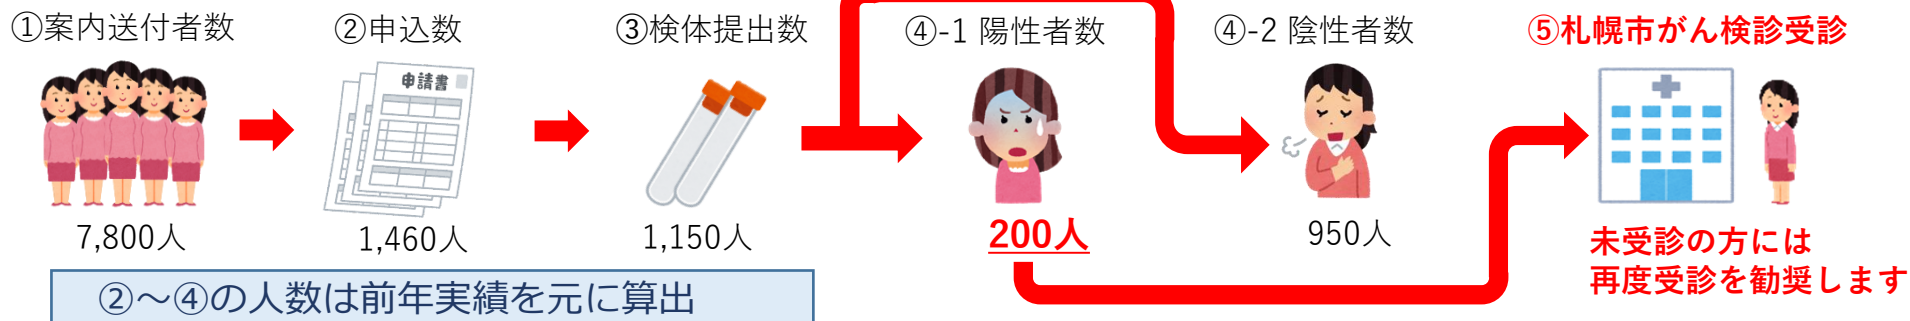 ①案内送付者数
②申込数
③検体提出数
④-1 陽性者数
④-2 陰性者数
⑤札幌市がん検診受診
申請書
7,800人
1,460人
1,150人
200人
950人
未受診の方には
再度受診を勧奨します
②～④の人数は前年実績を元に算出